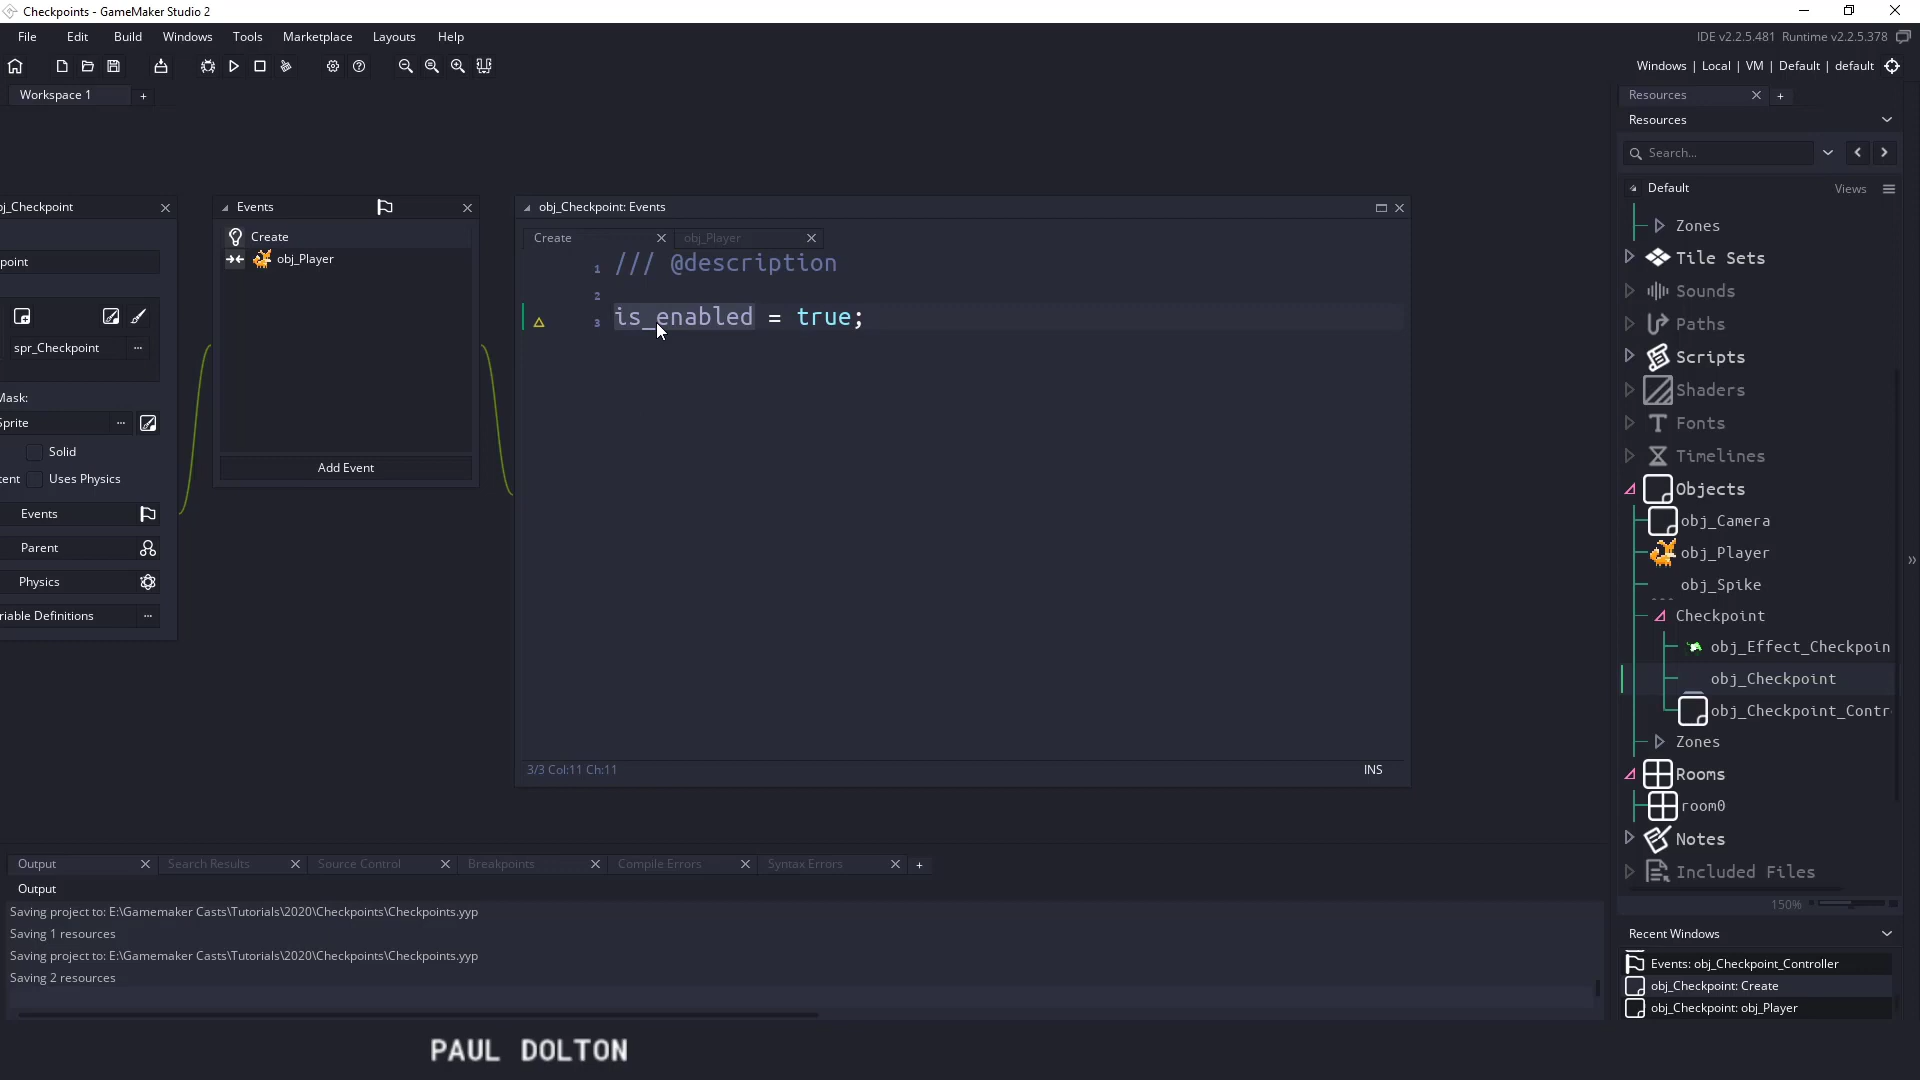 Checkpoints - GameMaker Studio 2
File Edit Build Windows Tools Marketplace Layouts Help
IDE v2.2.5.481 Runtime v2.2.5.378
Windows | Local | VM | Default | default
Workspace 1 +
Resources
Resources
Search...
Default Views
Zones
Tile Sets
Sounds
Paths
Scripts
Shaders
Fonts
Timelines
Objects
obj_Camera
obj_Player
obj_Spike
Checkpoint
obj_Effect_Checkpoin
obj_Checkpoint
obj_Checkpoint_Contr
Zones
Rooms
room0
Notes
Included Files
150%
Recent Windows
Events: obj_Checkpoint_Controller
obj_Checkpoint: Create
obj_Checkpoint: obj_Player
bj_Checkpoint
point
spr_Checkpoint ...
Mask:
Sprite ...
Solid
tent Uses Physics
Events
Parent
Physics
riable Definitions ...
Events
Create
obj_Player
Add Event
obj_Checkpoint: Events
Create obj_Player
1 /// @description
2
3 is_enabled = true;
3/3 Col:11 Ch:11 INS
Output Search Results Source Control Breakpoints Compile Errors Syntax Errors +
Output
Saving project to: E:\Gamemaker Casts\Tutorials\2020\Checkpoints\Checkpoints.yyp
Saving 1 resources
Saving project to: E:\Gamemaker Casts\Tutorials\2020\Checkpoints\Checkpoints.yyp
Saving 2 resources
PAUL DOLTON